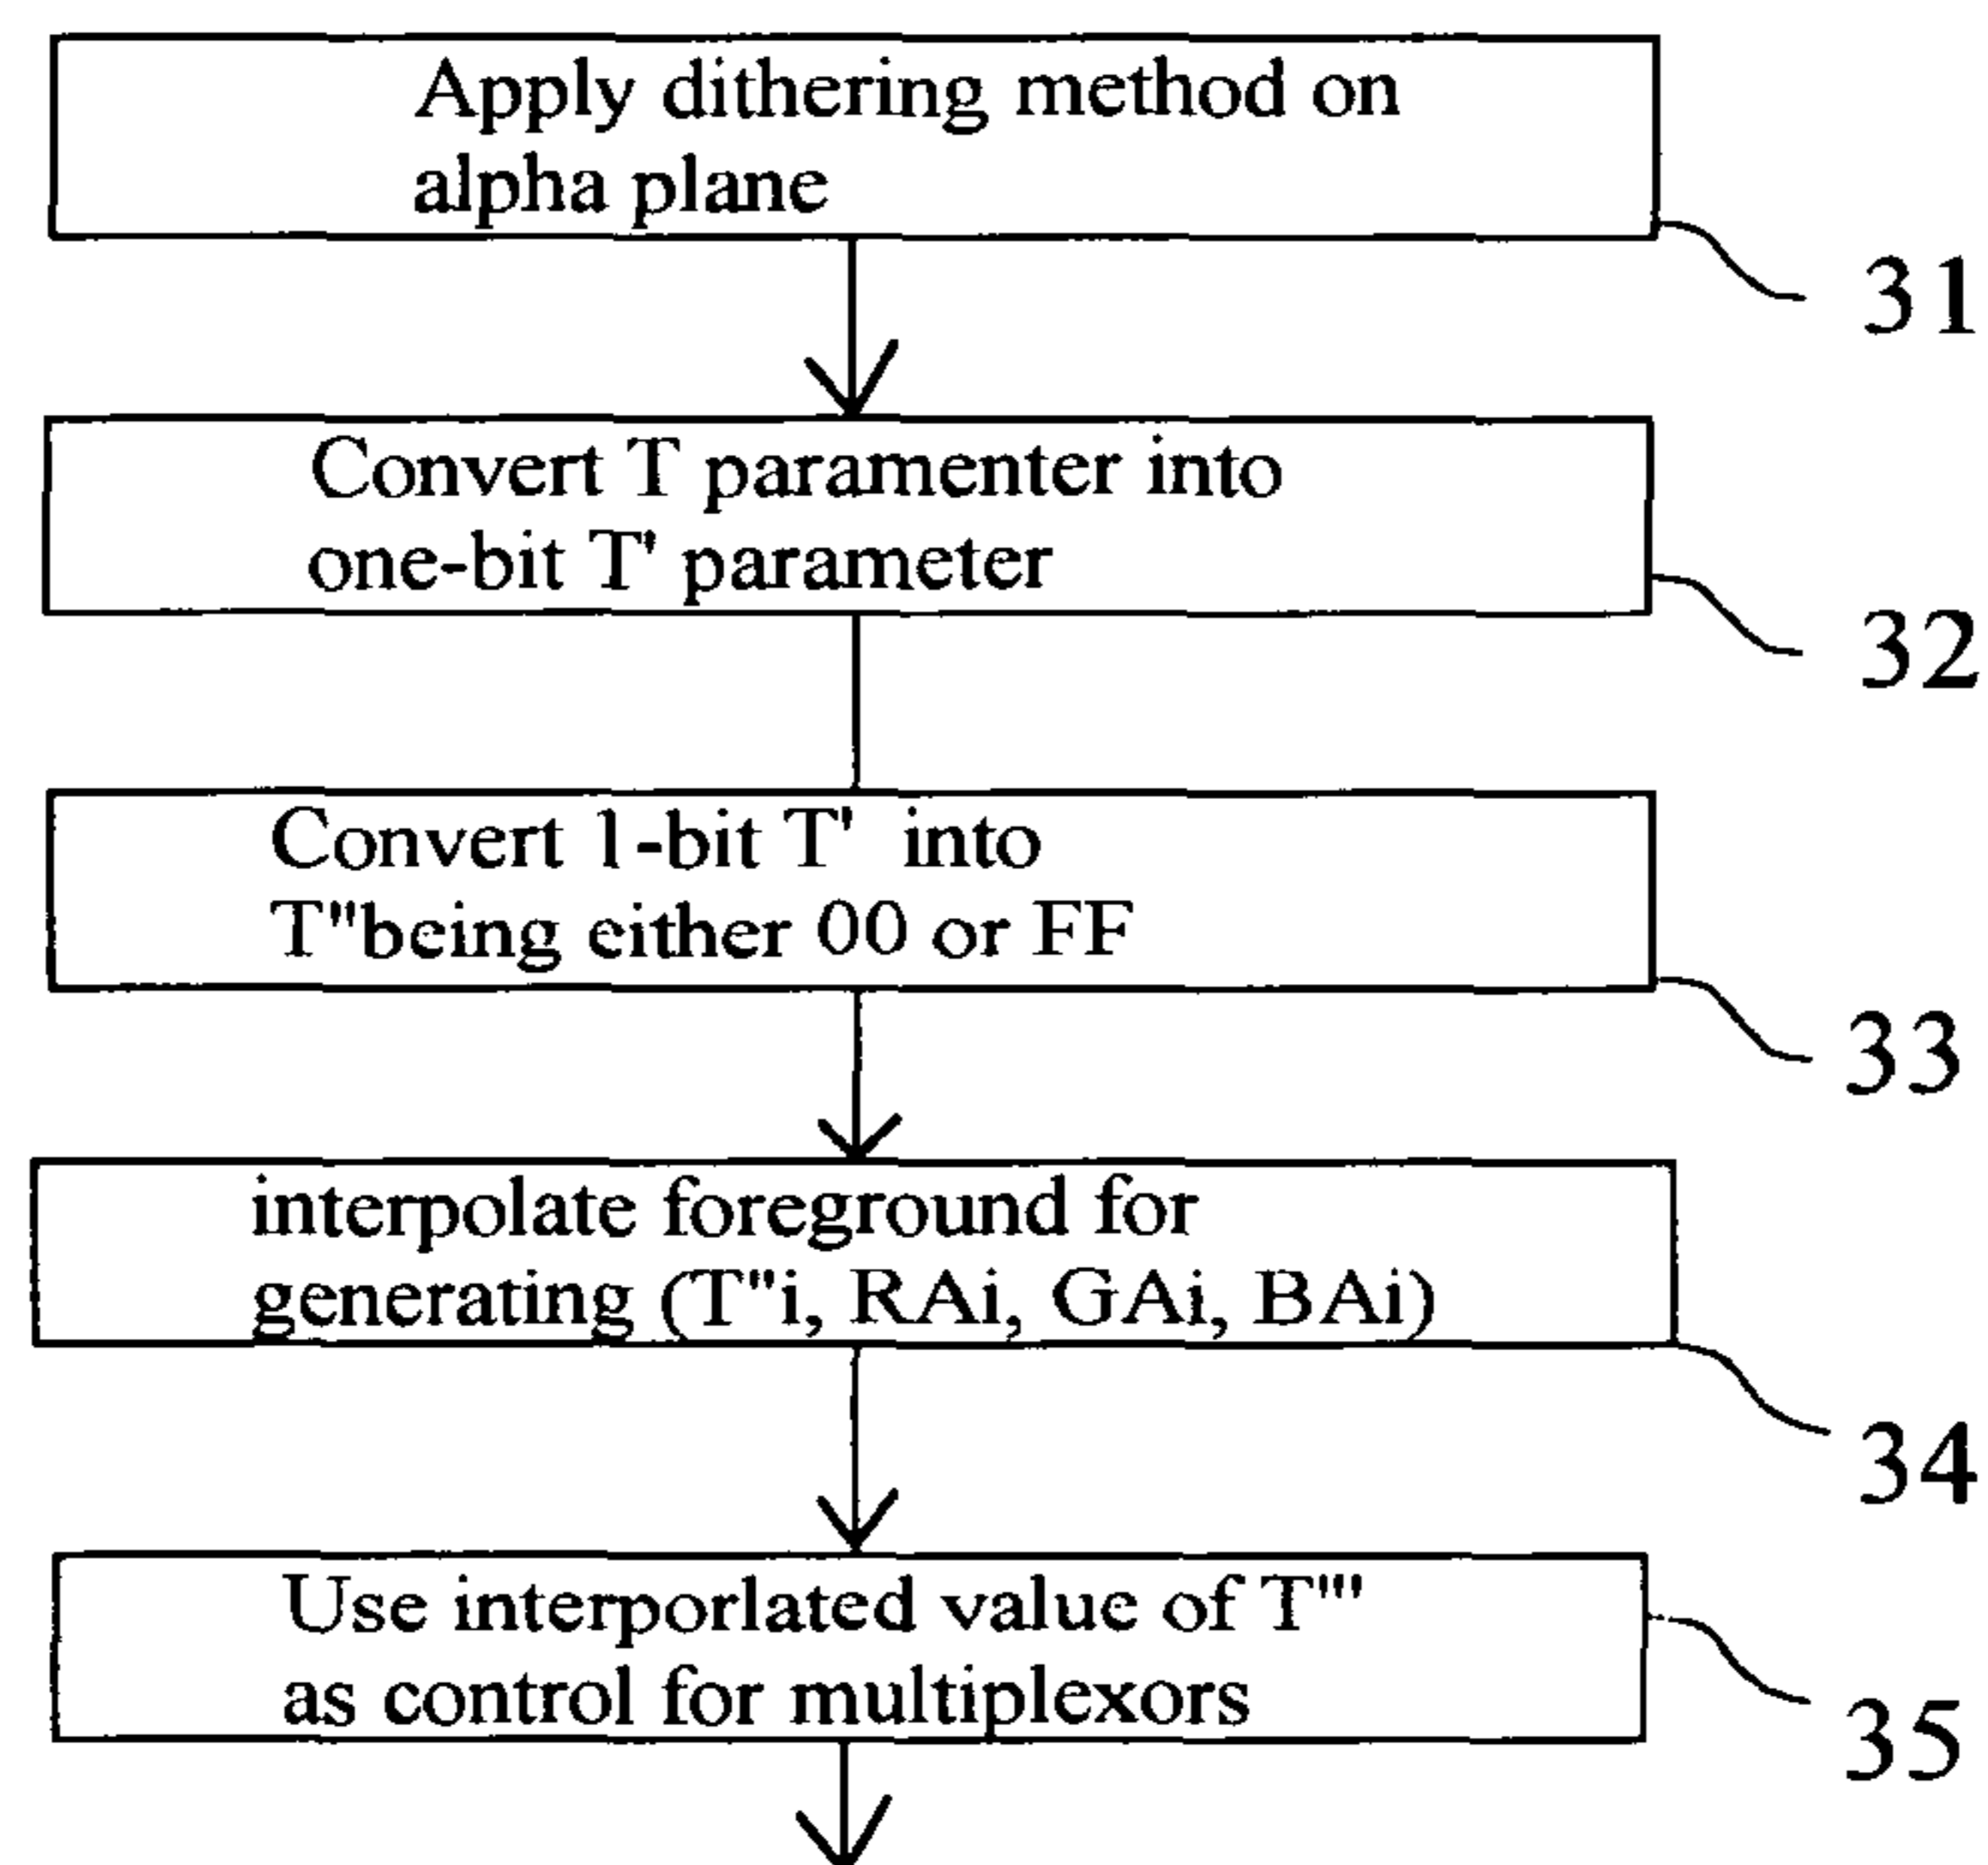 Apply dithering method on
alpha plane
31
Convert T paramenter into
one-bit T' parameter
32
Convert 1-bit T' into
T"being either 00 or FF
33
interpolate foreground for
generating (T"i, RAi, GAi, BAi)
34
Use interporlated value of T'''
as control for multiplexors
35